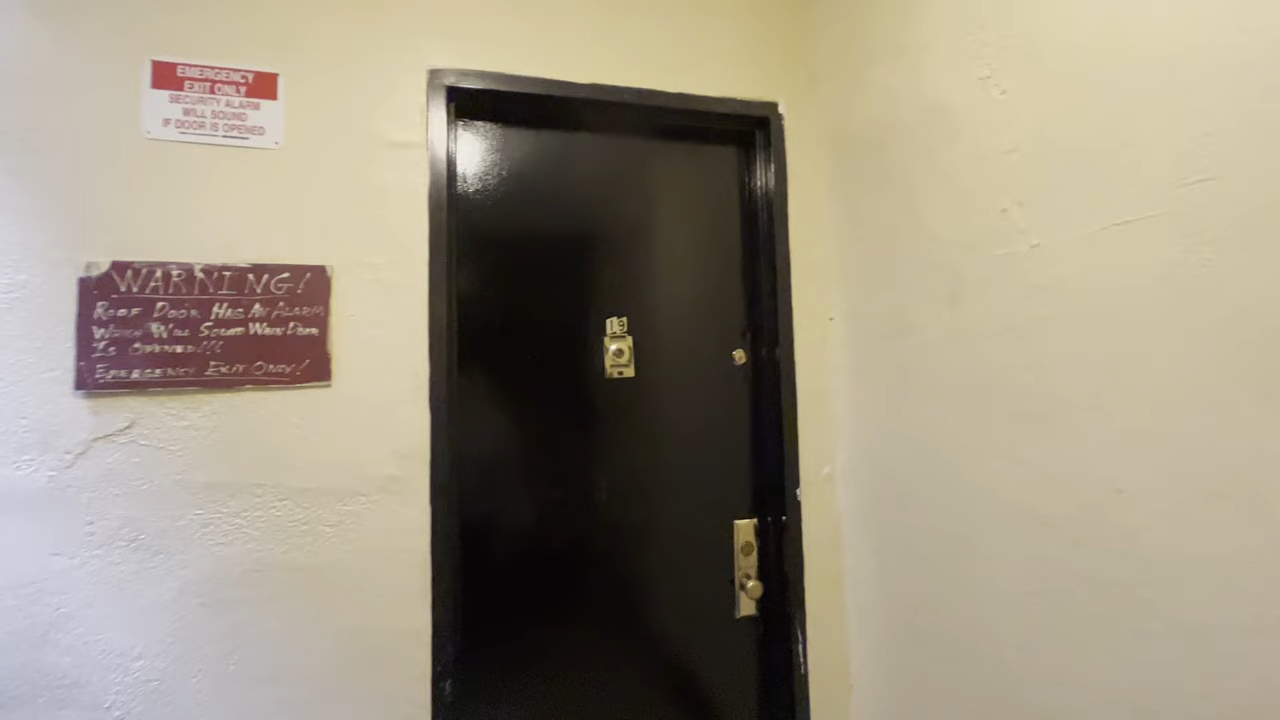 EMERGENCY
EXIT ONLY
SECURITY ALARM
WILL SOUND
IF DOOR IS OPENED
WARNING!
ROOF DOOR HAS AN ALARM
WHICH WILL SOUND WHEN DOOR
IS OPENED!!!
EMERGENCY EXIT ONLY!
19